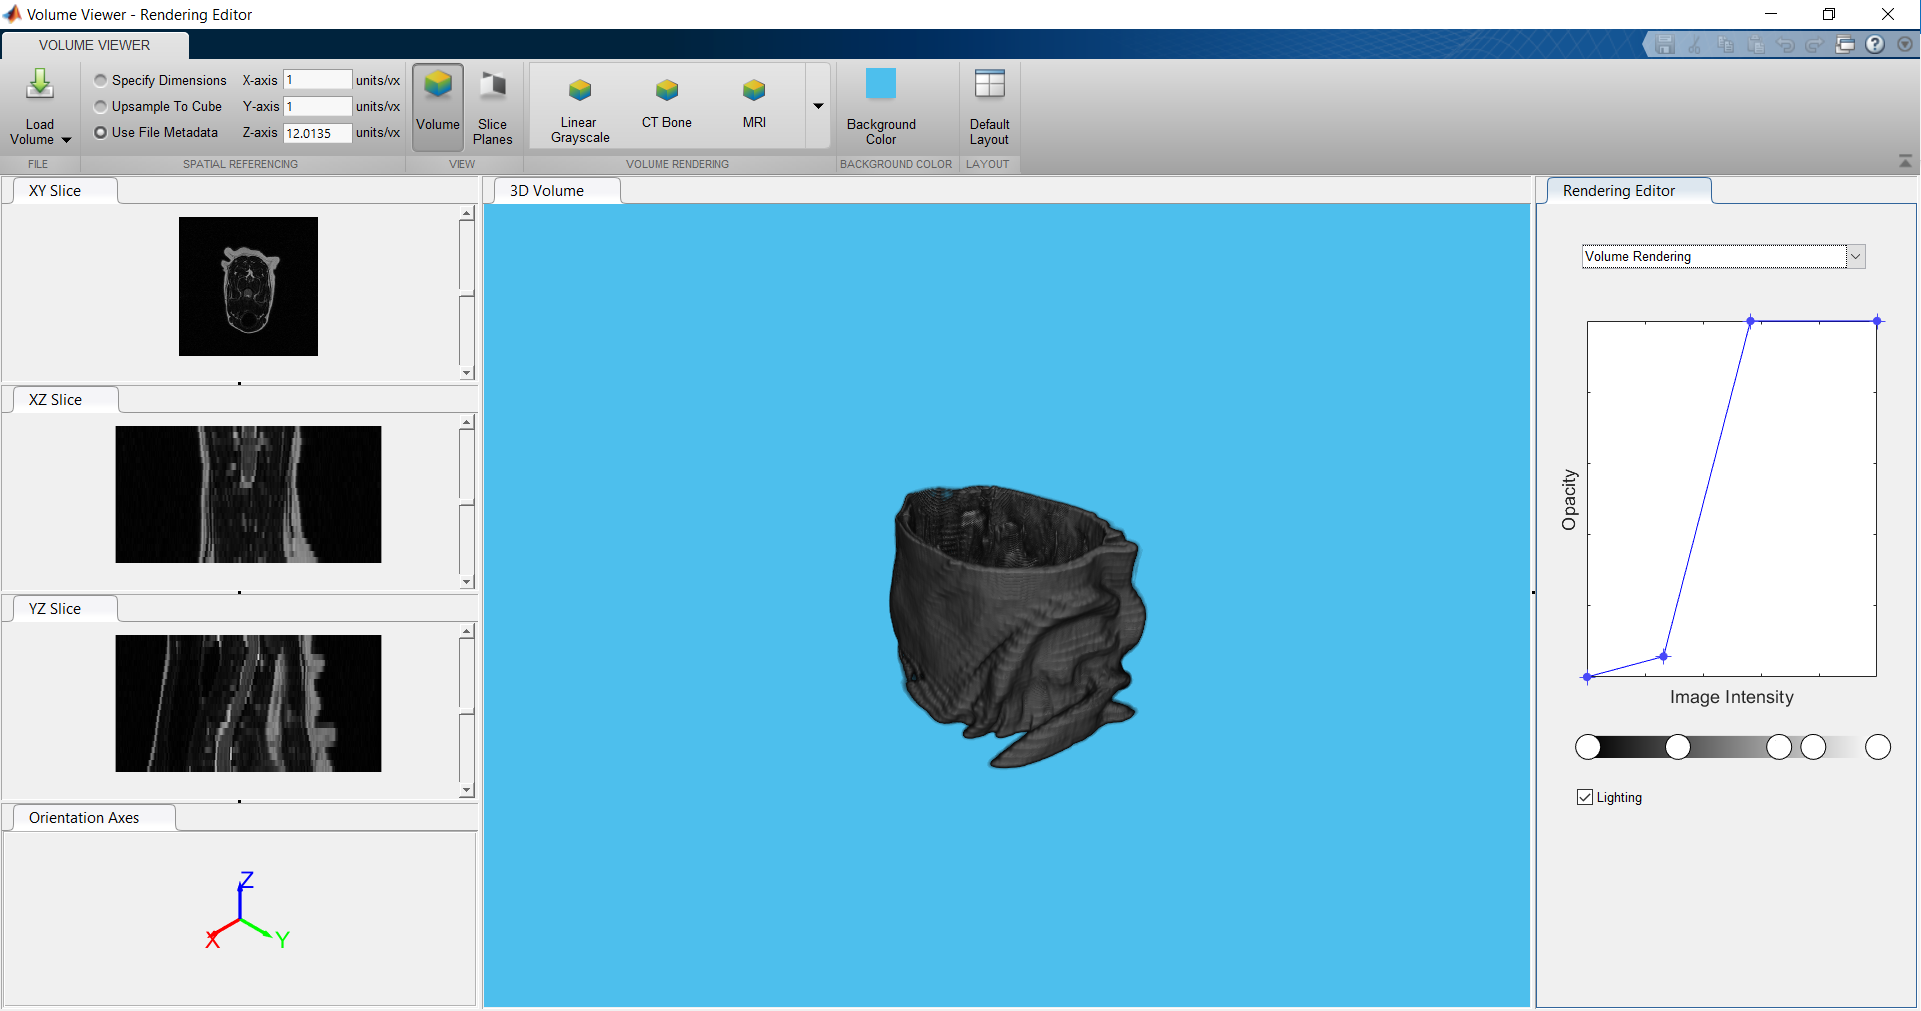 Volume Viewer - Rendering Editor
VOLUME VIEWER
Load
Volume
FILE
Specify Dimensions
Upsample To Cube
Use File Metadata
X-axis 1 units/vx
Y-axis 1 units/vx
Z-axis 12.0135 units/vx
SPATIAL REFERENCING
Volume
Slice
Planes
VIEW
Linear
Grayscale
CT Bone
MRI
VOLUME RENDERING
Background
Color
BACKGROUND COLOR
Default
Layout
LAYOUT
XY Slice
XZ Slice
YZ Slice
Orientation Axes
Z
X
Y
3D Volume
Rendering Editor
Volume Rendering
Opacity
Image Intensity
Lighting